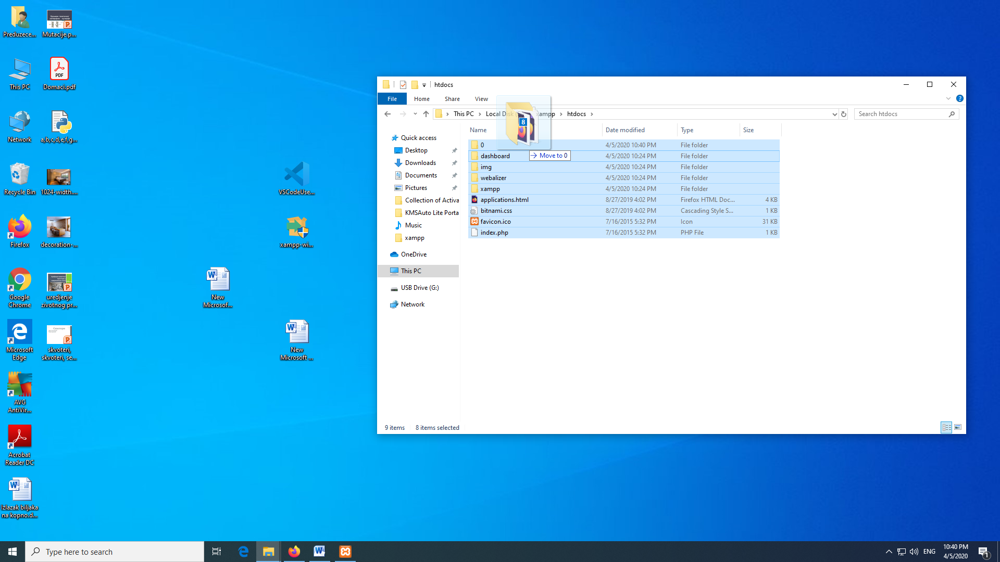 Preduzece...
Mutacije.p...
This PC
PDF
Domaci.pdf
Network
a,b,c,d,e,f,g...
Recycle Bin
1024-width....
Firefox
decoration-...
Google
Chrome
uredjenje
zivotnog pr...
Microsoft
Edge
skvoteri,
skvoteri, se...
AVG
AntiVir...
Acrobat
Reader DC
Izlazak biljaka
na kopno.d...
VSCodeUse...
xampp-wi...
New
Microsof...
New
Microsoft ...
htdocs
File Home Share View
This PC Local Disk xampp htdocs
Search htdocs
Name Date modified Type Size
8
Move to 0
Quick access
Desktop
Downloads
Documents
Pictures
Collection of Activa
KMSAuto Lite Porta
Music
xampp
OneDrive
This PC
USB Drive (G:)
Network
0 4/5/2020 10:40 PM File folder
dashboard 4/5/2020 10:24 PM File folder
img 4/5/2020 10:24 PM File folder
webalizer 4/5/2020 10:24 PM File folder
xampp 4/5/2020 10:24 PM File folder
applications.html 8/27/2019 4:02 PM Firefox HTML Doc... 4 KB
bitnami.css 8/27/2019 4:02 PM Cascading Style S... 1 KB
favicon.ico 7/16/2015 5:32 PM Icon 31 KB
index.php 7/16/2015 5:32 PM PHP File 1 KB
9 items 8 items selected
Type here to search
ENG
10:40 PM
4/5/2020
1